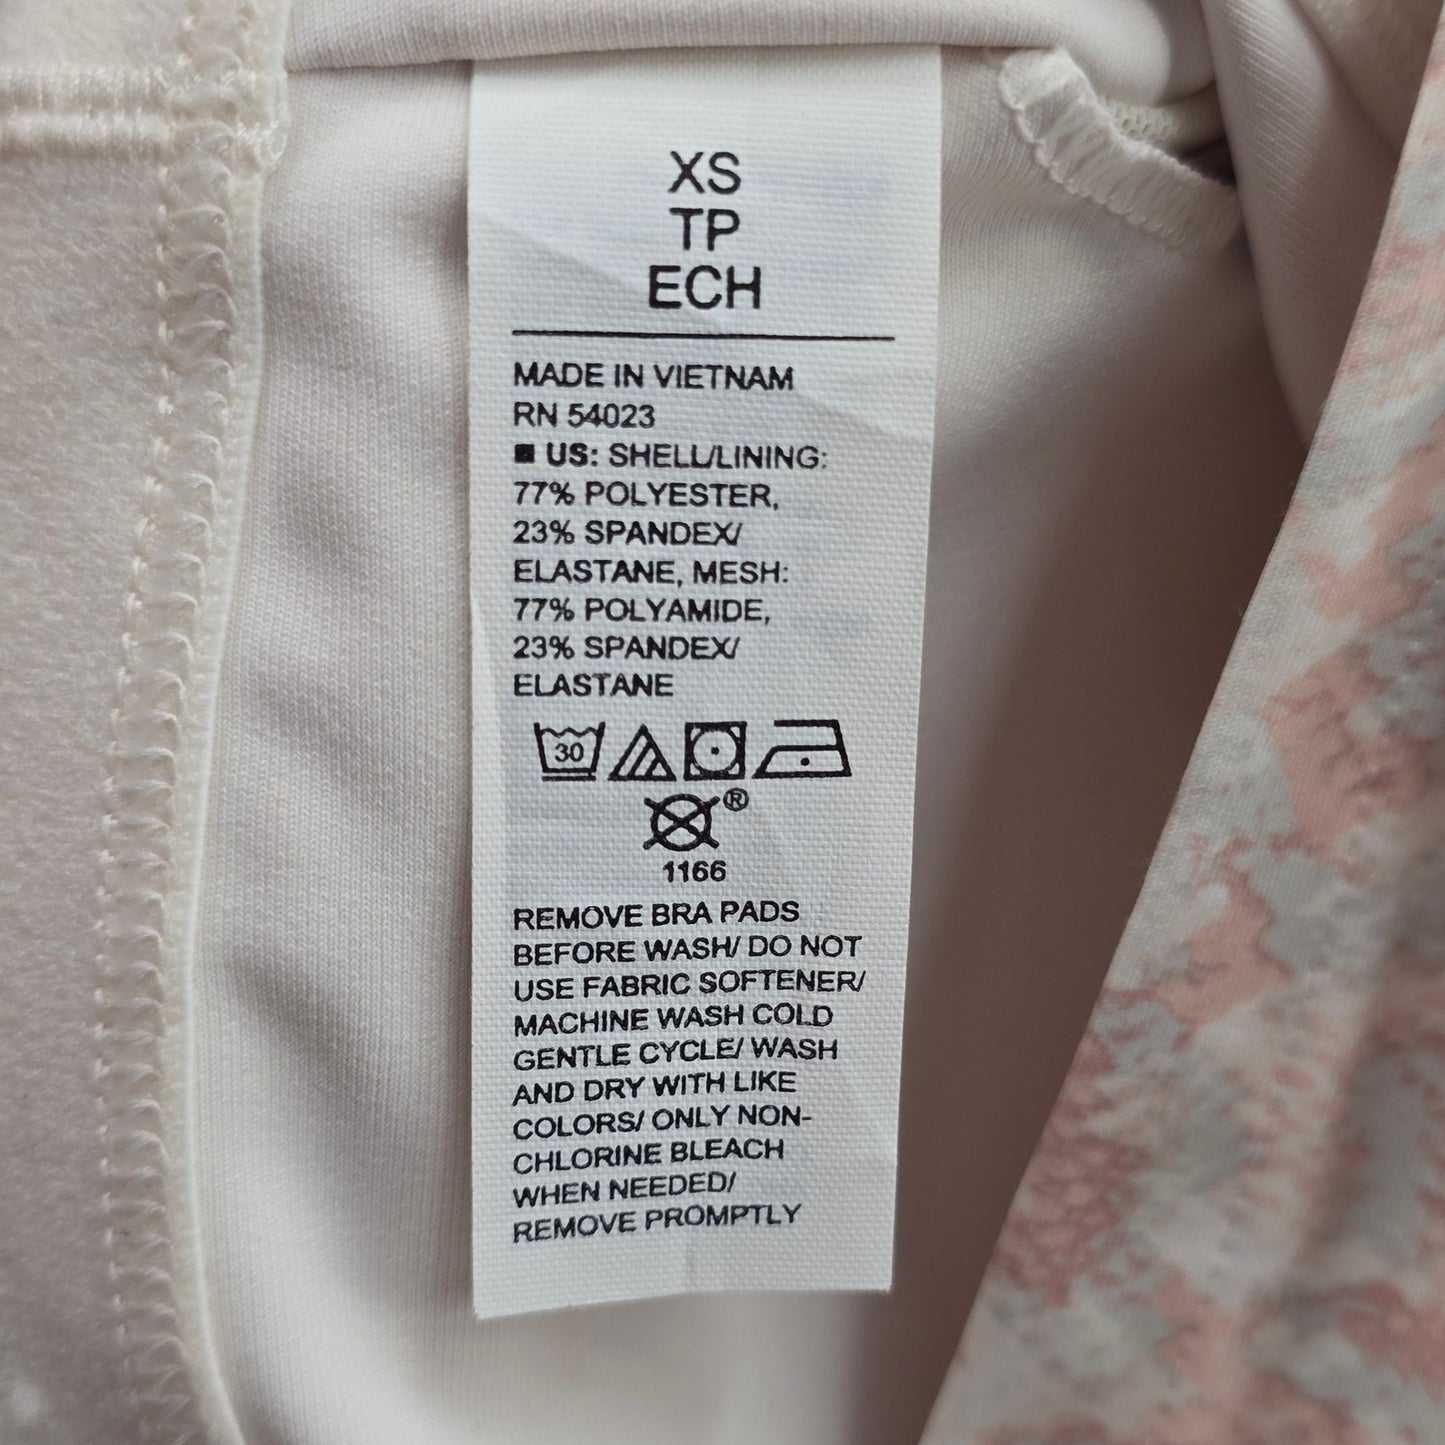 XS
TP
ECH
MADE IN VIETNAM
RN 54023
■ US: SHELL/LINING:
77% POLYESTER,
23% SPANDEX/
ELASTANE, MESH:
77% POLYAMIDE,
23% SPANDEX/
ELASTANE
30
®
1166
REMOVE BRA PADS
BEFORE WASH/ DO NOT
USE FABRIC SOFTENER/
MACHINE WASH COLD
GENTLE CYCLE/ WASH
AND DRY WITH LIKE
COLORS/ ONLY NON-
CHLORINE BLEACH
WHEN NEEDED/
REMOVE PROMPTLY